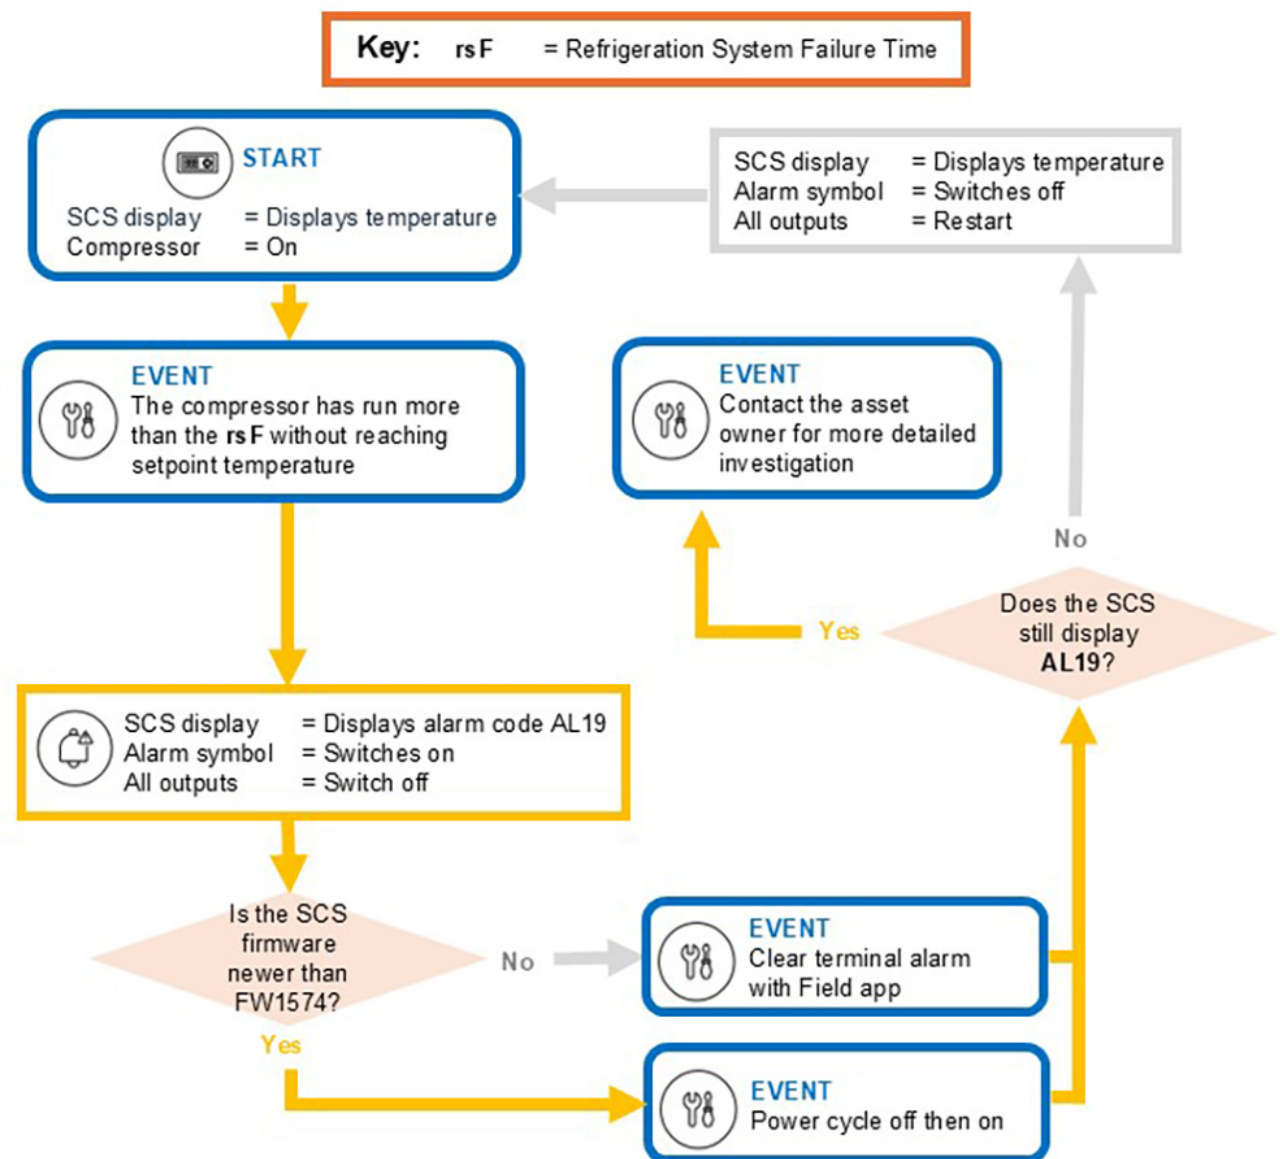 Key: rsF = Refrigeration System Failure Time
START
SCS display = Displays temperature
Compressor = On
SCS display = Displays temperature
Alarm symbol = Switches off
All outputs = Restart
EVENT
The compressor has run more
than the rsF without reaching
setpoint temperature
EVENT
Contact the asset
owner for more detailed
investigation
No
Does the SCS
still display
AL19?
Yes
SCS display = Displays alarm code AL19
Alarm symbol = Switches on
All outputs = Switch off
Is the SCS
firmware
newer than
FW1574?
No
EVENT
Clear terminal alarm
with Field app
Yes
EVENT
Power cycle off then on